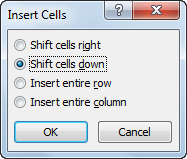 Insert Cells
?
Shift cells right
Shift cells down
Insert entire row
Insert entire column
OK Cancel